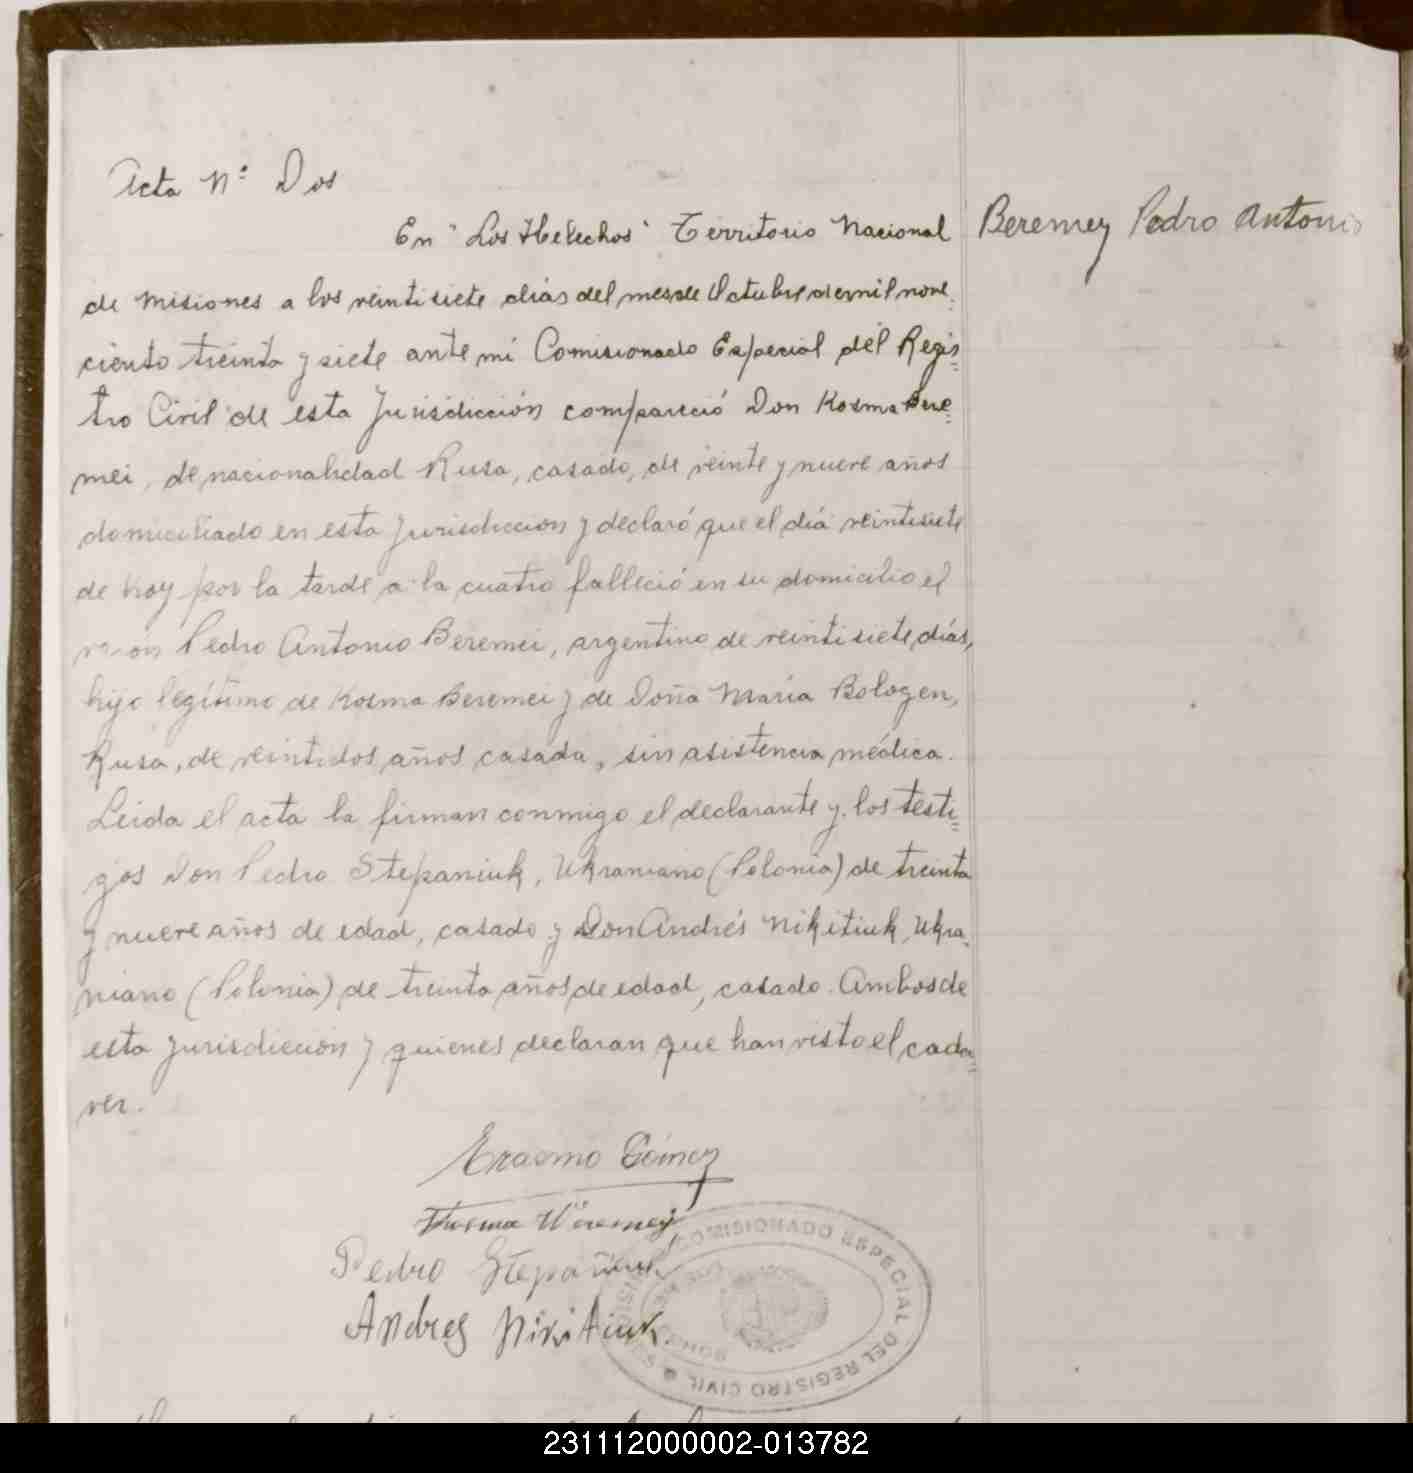 Acta Nº Dos
Beremey Pedro Antonio
En "Los Helechos" Territorio Nacional
de Misiones a los veintisiete días del mes de Octubre de mil nove
ciento treinta y siete ante mí Comisionado Especial del Regis=
tro Civil de esta Jurisdicción compareció Don Kosma Bere=
mei, de nacionalidad Rusa, casado, de veinte y nueve años
domiciliado en esta Jurisdicción y declaró que el día veintisiete
de hoy por la tarde a la cuatro falleció en su domicilio el
varón Pedro Antonio Beremei, argentino de veintisiete días,
hijo legítimo de Kosma Beremei y de Doña María Bologen,
Rusa, de veintidos años casada, sin asistencia médica.
Leida el acta la firman conmigo el declarante y los testi=
gos Don Pedro Stepaniuk, Ukraniano (Polonia) de treinta
y nueve años de edad, casado y Don Andrés Nikitiuk, Ukra=
niano (Polonia) de treinta años de edad, casado. Ambos de
esta jurisdicción y quienes declaran que han visto el cada=
ver.
Erasmo Gómez
Pedro Stepaniuk
Andres Nikitiuk
COMISIONADO ESPECIAL DEL REGISTRO CIVIL
231112000002-013782